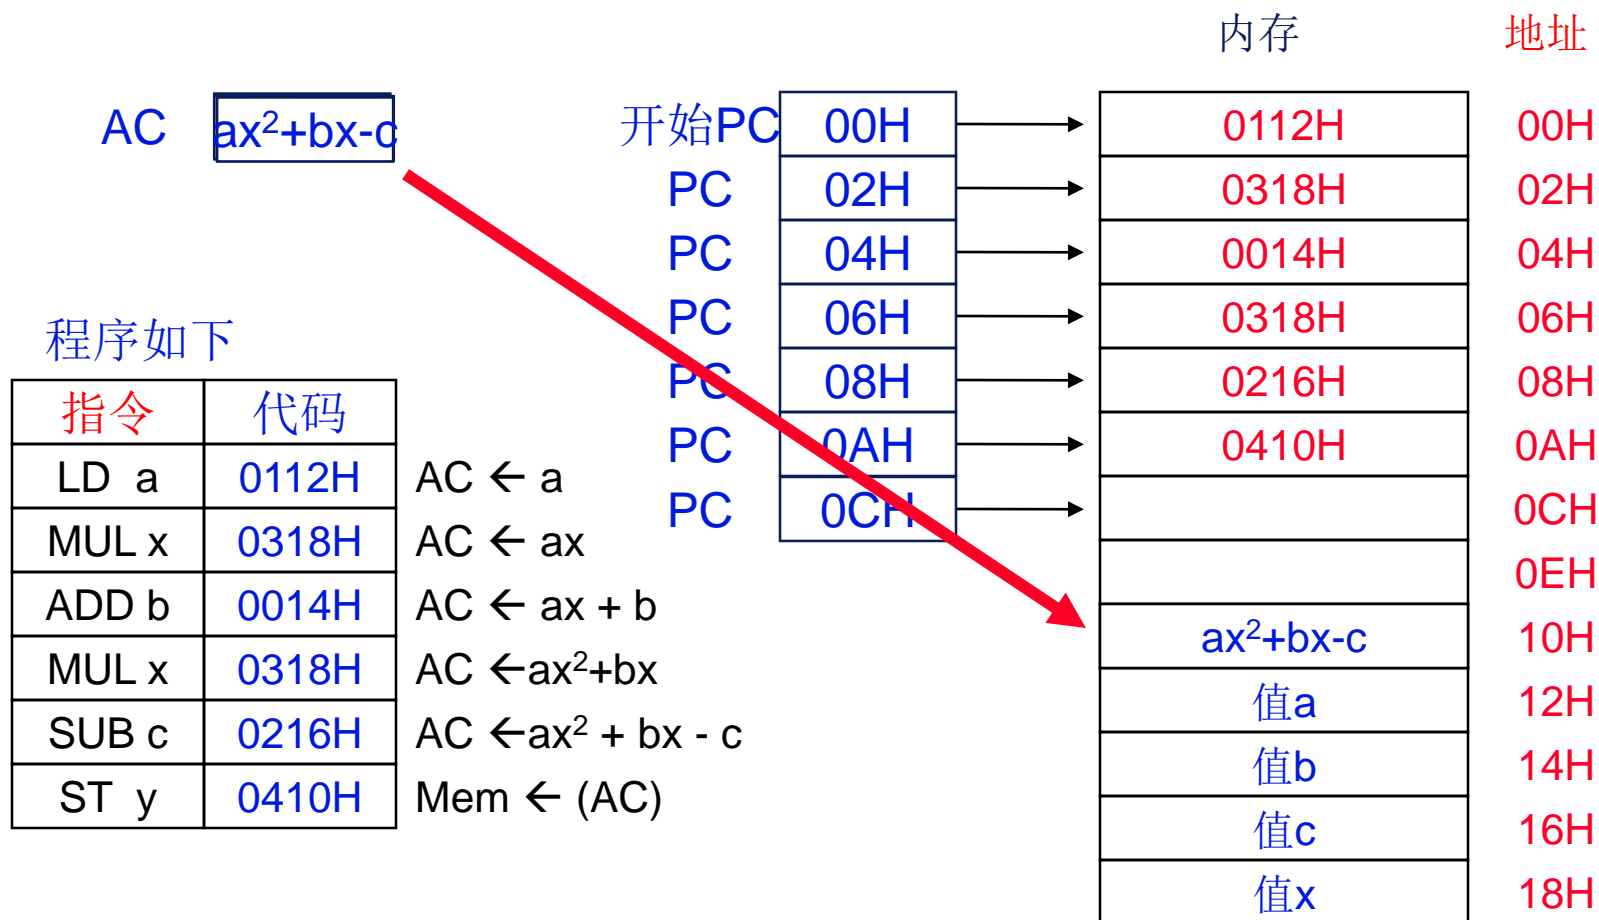 内存 地址
AC ax²+bx-c 开始PC 00H 0112H 00H
PC 02H 0318H 02H
PC 04H 0014H 04H
PC 06H 0318H 06H
程序如下
PC 08H 0216H 08H
指令 代码
PC 0AH 0410H 0AH
LD a 0112H AC ← a
PC 0CH 0CH
MUL x 0318H AC ← ax
0EH
ADD b 0014H AC ← ax + b
ax²+bx-c 10H
MUL x 0318H AC ←ax²+bx
值a 12H
SUB c 0216H AC ←ax² + bx - c
值b 14H
ST y 0410H Mem ← (AC)
值c 16H
值x 18H